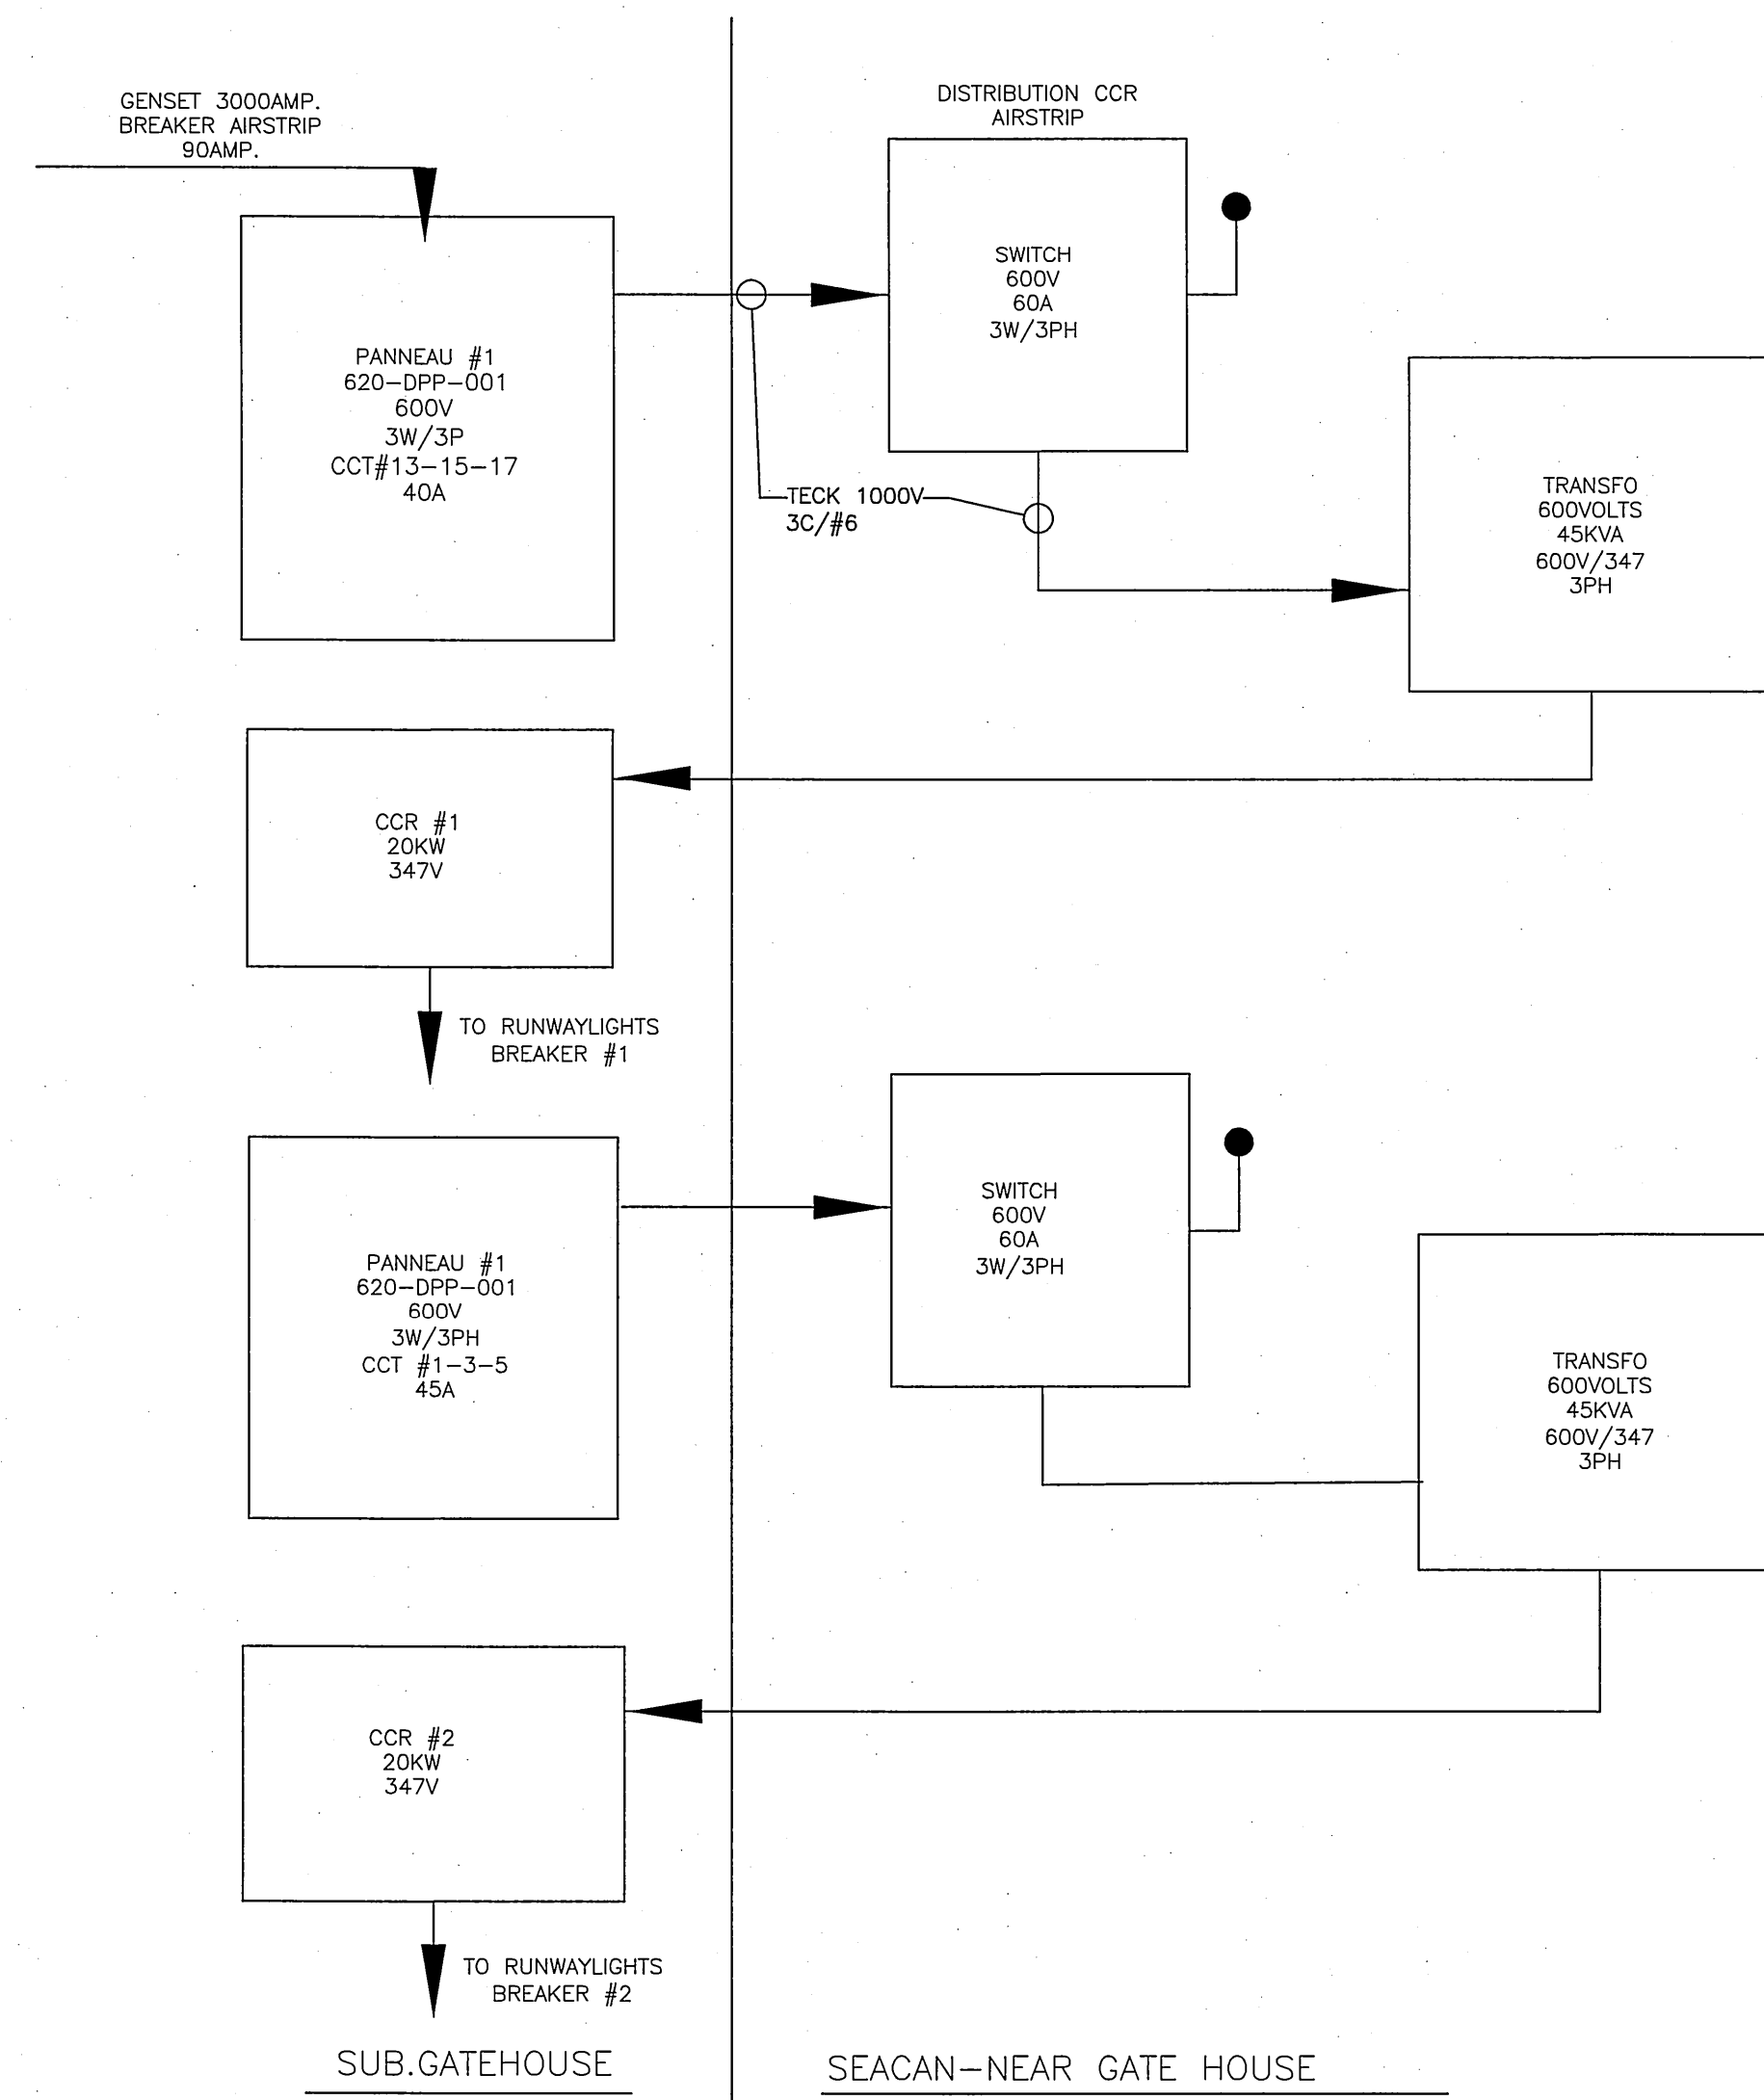 GENSET 3000AMP.
BREAKER AIRSTRIP
90AMP.
DISTRIBUTION CCR
AIRSTRIP
PANNEAU #1
620-DPP-001
600V
3W/3P
CCT#13-15-17
40A
SWITCH
600V
60A
3W/3PH
TECK 1000V
3C/#6
TRANSFO
600VOLTS
45KVA
600V/347
3PH
CCR #1
20KW
347V
TO RUNWAYLIGHTS
BREAKER #1
PANNEAU #1
620-DPP-001
600V
3W/3PH
CCT #1-3-5
45A
SWITCH
600V
60A
3W/3PH
TRANSFO
600VOLTS
45KVA
600V/347
3PH
CCR #2
20KW
347V
TO RUNWAYLIGHTS
BREAKER #2
SUB.GATEHOUSE
SEACAN-NEAR GATE HOUSE